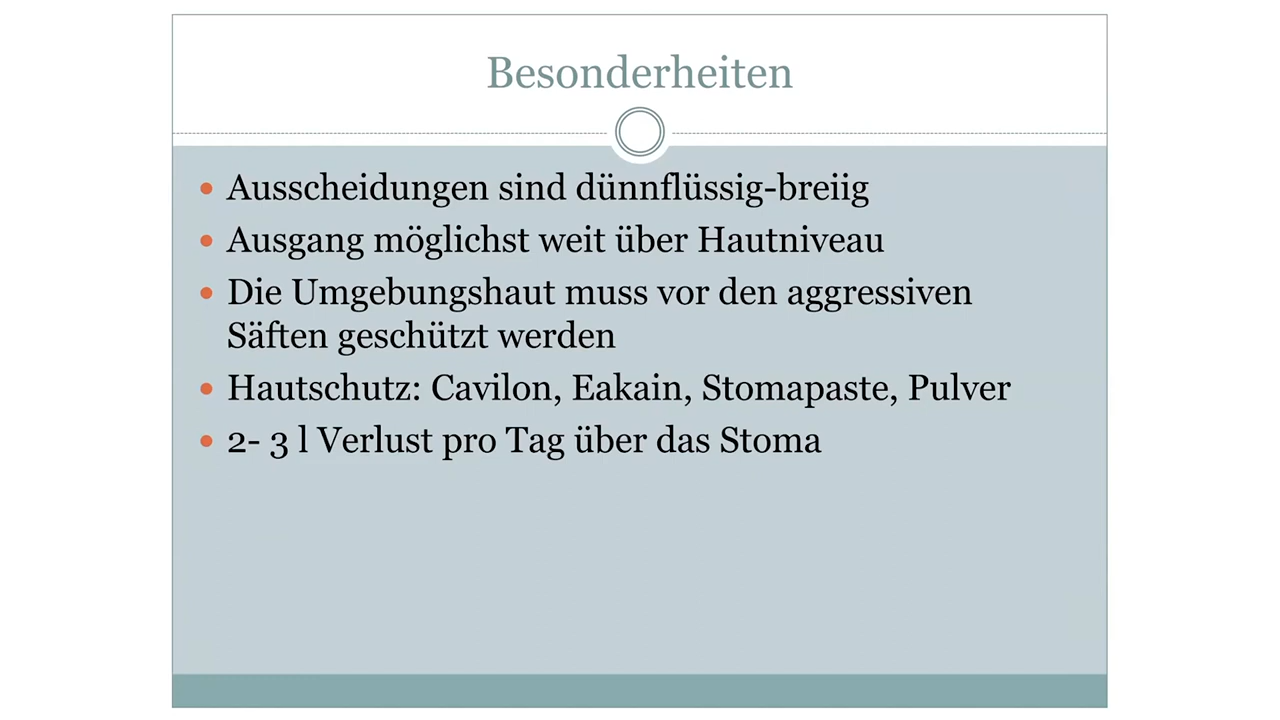 Besonderheiten
Ausscheidungen sind dünnflüssig-breiig
Ausgang möglichst weit über Hautniveau
Die Umgebungshaut muss vor den aggressiven
Säften geschützt werden
Hautschutz: Cavilon, Eakain, Stomapaste, Pulver
2- 3 l Verlust pro Tag über das Stoma